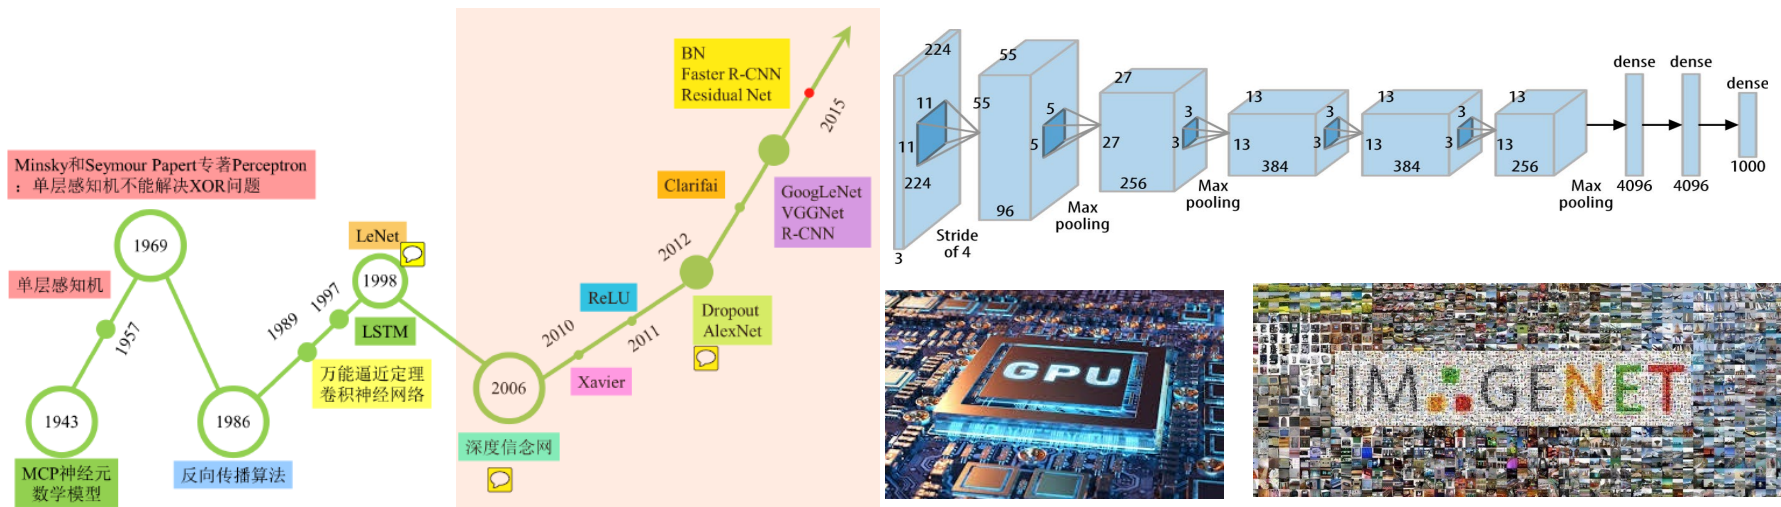 Minsky和Seymour Papert专著Perceptron
：单层感知机不能解决XOR问题
1969
单层感知机
1957
1943
MCP神经元
数学模型
1986
反向传播算法
1989
1997
万能逼近定理
卷积神经网络
LeNet
1998
LSTM
2006
深度信念网
2010
Xavier
ReLU
2011
2012
Dropout
AlexNet
Clarifai
GoogLeNet
VGGNet
R-CNN
BN
Faster R-CNN
Residual Net
2015
224
11
11
224
3
Stride
of 4
55
55
5
5
96
Max
pooling
27
27
3
3
256
Max
pooling
13
13
3
3
384
13
13
3
3
384
13
13
256
Max
pooling
dense
4096
dense
4096
dense
1000
GPU
IMAGENET